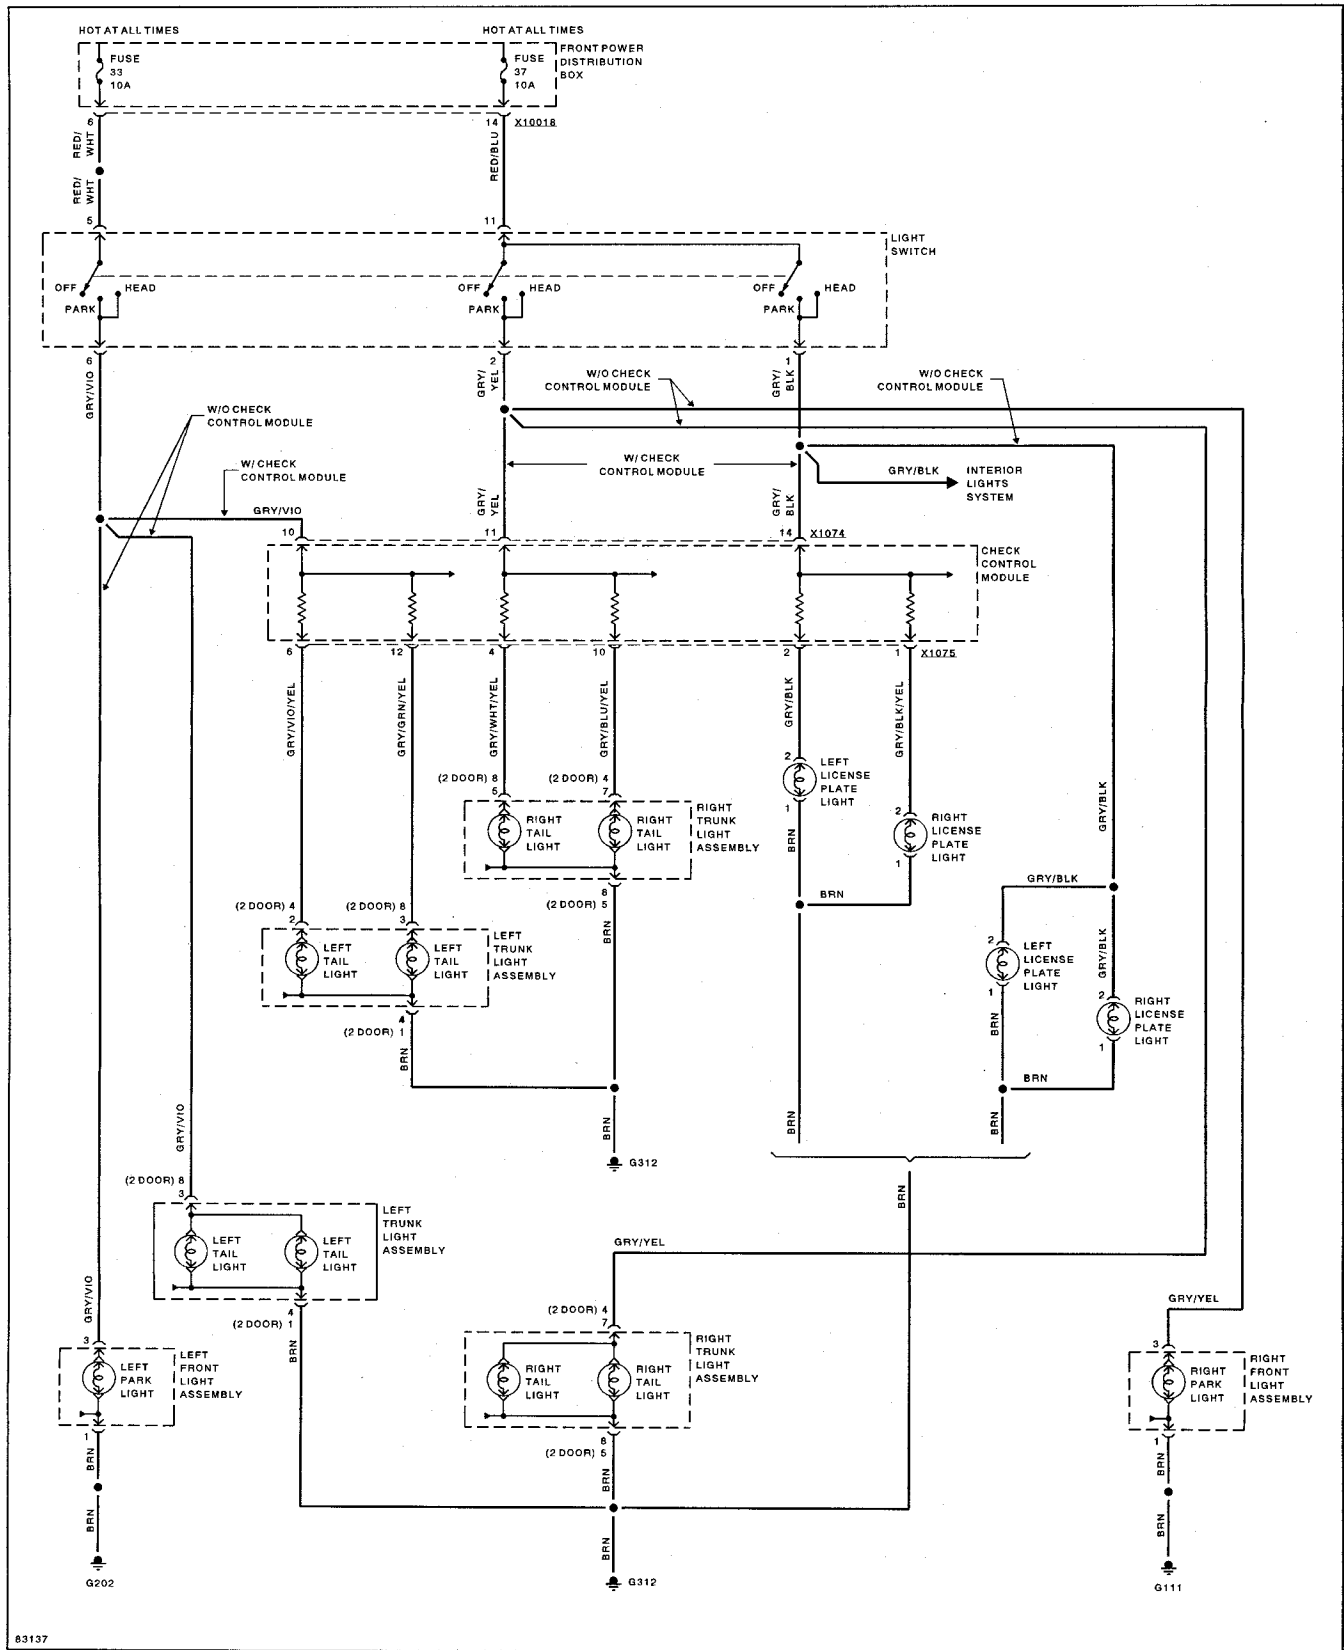 HOT AT ALL TIMES
HOT AT ALL TIMES
FUSE
33
10A
FUSE
37
10A
FRONT POWER
DISTRIBUTION
BOX
6
14
X10018
RED/
WHT
RED/BLU
RED/
WHT
5
11
LIGHT
SWITCH
OFF
HEAD
PARK
OFF
HEAD
PARK
OFF
HEAD
PARK
6
2
1
GRY/VIO
GRY/
YEL
GRY/
BLK
W/O CHECK
CONTROL MODULE
W/O CHECK
CONTROL MODULE
W/O CHECK
CONTROL MODULE
W/ CHECK
CONTROL MODULE
W/ CHECK
CONTROL MODULE
GRY/BLK
INTERIOR
LIGHTS
SYSTEM
GRY/VIO
GRY/
YEL
GRY/
BLK
10
11
14
X1074
CHECK
CONTROL
MODULE
6
12
4
10
2
1
X1075
GRY/VIO/YEL
GRY/GRN/YEL
GRY/WHT/YEL
GRY/BLU/YEL
GRY/BLK
GRY/BLK/YEL
2
LEFT
LICENSE
PLATE
LIGHT
1
(2 DOOR) 8
5
(2 DOOR) 4
7
RIGHT
TAIL
LIGHT
RIGHT
TAIL
LIGHT
RIGHT
TRUNK
LIGHT
ASSEMBLY
8
(2 DOOR) 5
BRN
BRN
2
RIGHT
LICENSE
PLATE
LIGHT
1
BRN
GRY/BLK
GRY/BLK
GRY/BLK
(2 DOOR) 4
2
(2 DOOR) 8
3
LEFT
TAIL
LIGHT
LEFT
TAIL
LIGHT
LEFT
TRUNK
LIGHT
ASSEMBLY
4
(2 DOOR) 1
BRN
2
LEFT
LICENSE
PLATE
LIGHT
1
BRN
2
RIGHT
LICENSE
PLATE
LIGHT
1
BRN
BRN
BRN
BRN
G312
GRY/VIO
(2 DOOR) 8
3
LEFT
TAIL
LIGHT
LEFT
TAIL
LIGHT
LEFT
TRUNK
LIGHT
ASSEMBLY
4
(2 DOOR) 1
BRN
BRN
GRY/YEL
(2 DOOR) 4
7
RIGHT
TAIL
LIGHT
RIGHT
TAIL
LIGHT
RIGHT
TRUNK
LIGHT
ASSEMBLY
8
(2 DOOR) 5
BRN
BRN
G312
GRY/VIO
3
LEFT
PARK
LIGHT
LEFT
FRONT
LIGHT
ASSEMBLY
1
BRN
BRN
G202
GRY/YEL
3
RIGHT
PARK
LIGHT
RIGHT
FRONT
LIGHT
ASSEMBLY
1
BRN
BRN
G111
83137